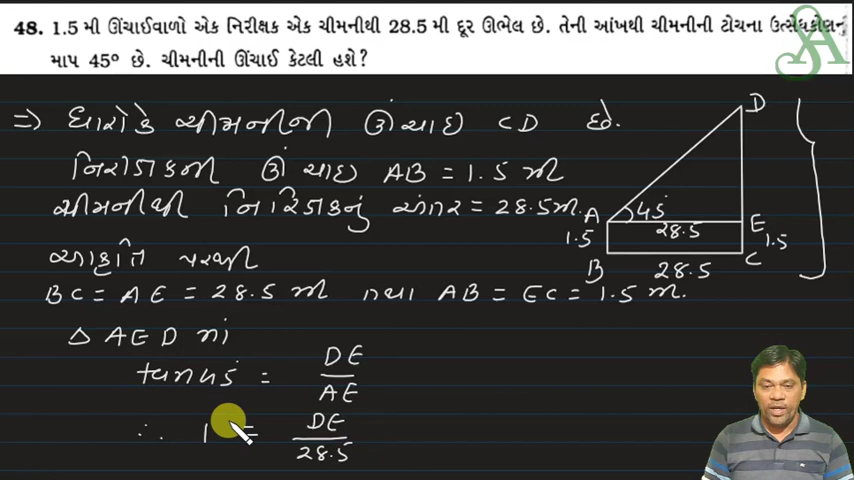 48. 1.5 મી ઊંચાઈવાળો એક નિરીક્ષક એક ચીમનીથી 28.5 મી દૂર ઊભેલ છે. તેની આંખથી ચીમનીની ટોચના ઉત્સેધકોણનું
માપ 45° છે. ચીમનીની ઊંચાઈ કેટલી હશે?
⇒ ધારોકે ચીમનીની ઊંચાઇ CD છે.
નિરીક્ષકની ઊંચાઇ AB = 1.5 મી
ચીમનીથી નિરિક્ષકનું અંતર = 28.5 મી.
આકૃતિ પરથી
BC = AE = 28.5 મી તથા AB = EC = 1.5 મી.
Δ AED માં
tan 45 = DE / AE
∴ 1 = DE / 28.5
D
A 45 E
28.5
1.5 1.5
B C
28.5